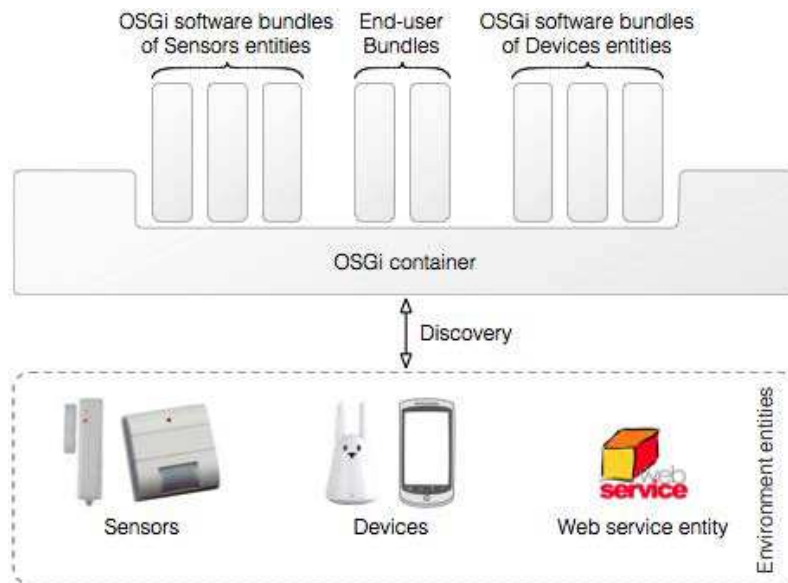 OSGi software bundles
of Sensors entities
End-user
Bundles
OSGi software bundles
of Devices entities
OSGi container
Discovery
Environment entities
web
service
Sensors
Devices
Web service entity